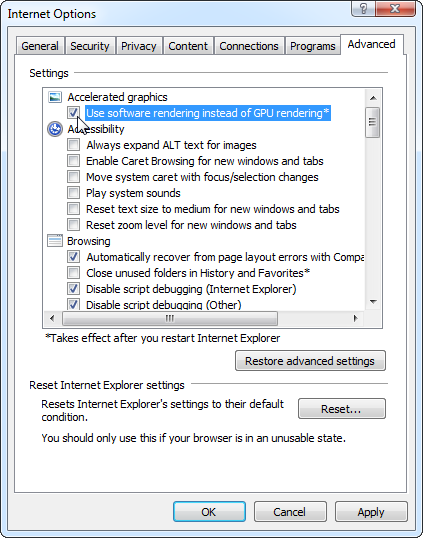 Internet Options
General Security Privacy Content Connections Programs Advanced
Settings
Accelerated graphics
Use software rendering instead of GPU rendering*
Accessibility
Always expand ALT text for images
Enable Caret Browsing for new windows and tabs
Move system caret with focus/selection changes
Play system sounds
Reset text size to medium for new windows and tabs
Reset zoom level for new windows and tabs
Browsing
Automatically recover from page layout errors with Compa
Close unused folders in History and Favorites*
Disable script debugging (Internet Explorer)
Disable script debugging (Other)
*Takes effect after you restart Internet Explorer
Restore advanced settings
Reset Internet Explorer settings
Resets Internet Explorer's settings to their default
condition.
Reset...
You should only use this if your browser is in an unusable state.
OK Cancel Apply